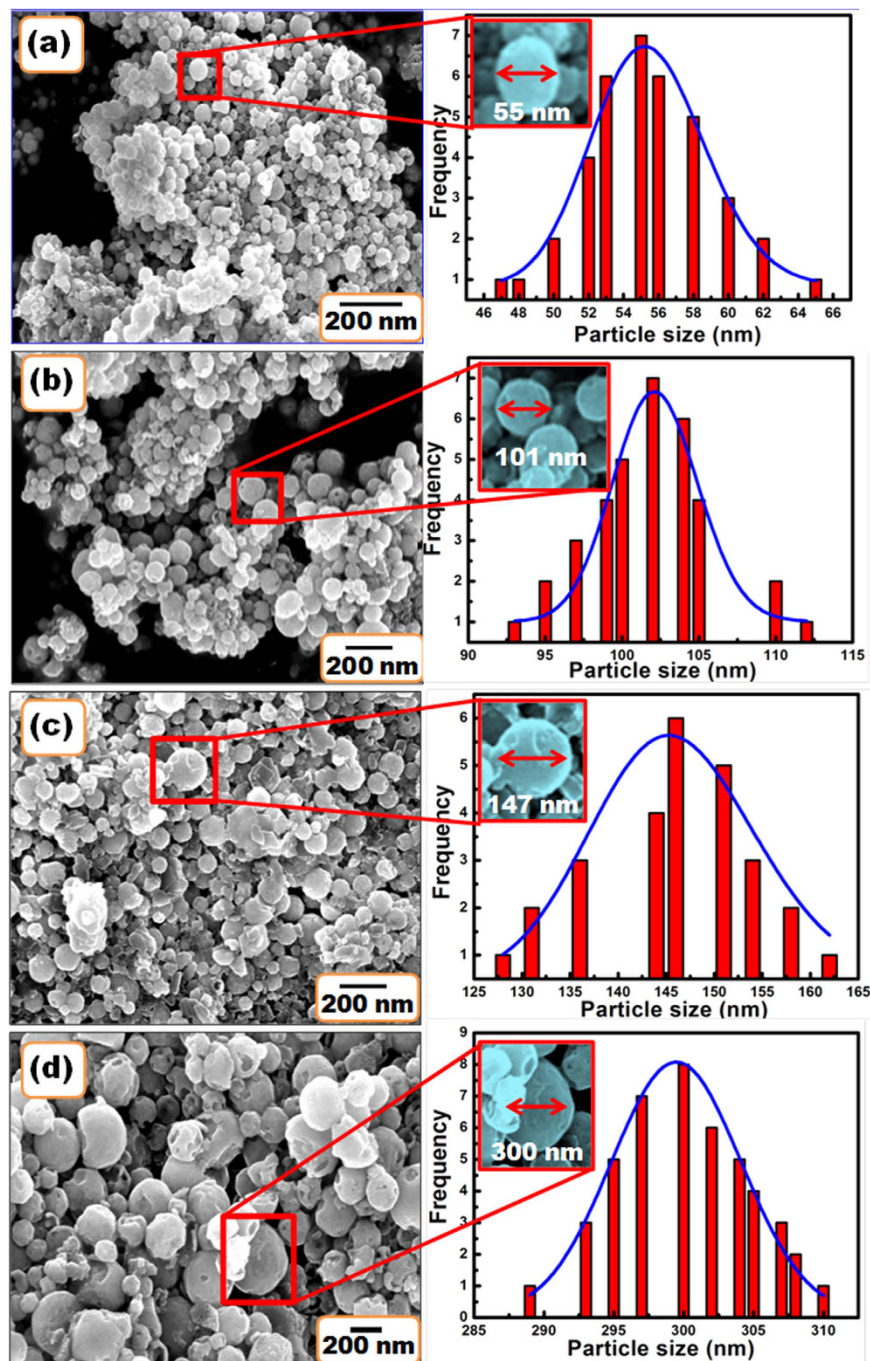 (a)
200 nm
55 nm
Frequency
7
6
5
4
3
2
1
46 48 50 52 54 56 58 60 62 64 66
Particle size (nm)
(b)
200 nm
101 nm
Frequency
7
6
5
4
3
2
1
90 95 100 105 110 115
Particle size (nm)
(c)
200 nm
147 nm
Frequency
6
5
4
3
2
1
125 130 135 140 145 150 155 160 165
Particle size (nm)
(d)
200 nm
300 nm
Frequency
9
8
7
6
5
4
3
2
1
0
285 290 295 300 305 310
Particle size (nm)